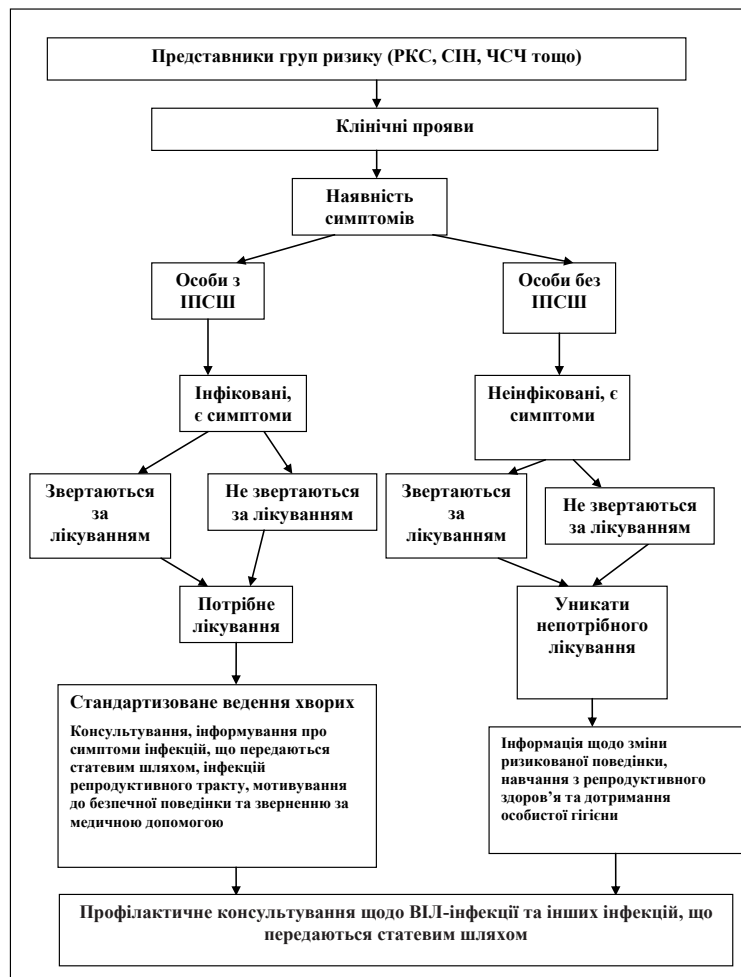 Представники груп ризику (РКС, СІН, ЧСЧ тощо)
Клінічні прояви
Наявність
симптомів
Особи з
ІПСШ
Особи без
ІПСШ
Інфіковані,
є симптоми
Неінфіковані, є
симптоми
Звертаються
за
лікуванням
Не звертаються
за лікуванням
Звертаються
за
лікуванням
Не звертаються
за лікуванням
Потрібне
лікування
Уникати
непотрібного
лікування
Стандартизоване ведення хворих
Консультування, інформування про
симптоми інфекцій, що передаються
статевим шляхом, інфекцій
репродуктивного тракту, мотивування
до безпечної поведінки та зверненню за
медичною допомогою
Інформація щодо зміни
ризикованої поведінки,
навчання з репродуктивного
здоров’я та дотримання
особистої гігієни
Профілактичне консультування щодо ВІЛ-інфекції та інших інфекцій, що
передаються статевим шляхом